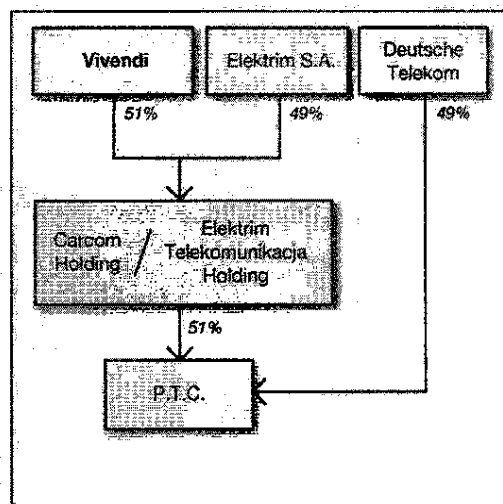 Vivendi
Elektrim S.A.
Deutsche
Telekom
51%
49%
49%
Carcom
Holding
/
Elektrim
Telekomunikacja
Holding
51%
P.T.C.